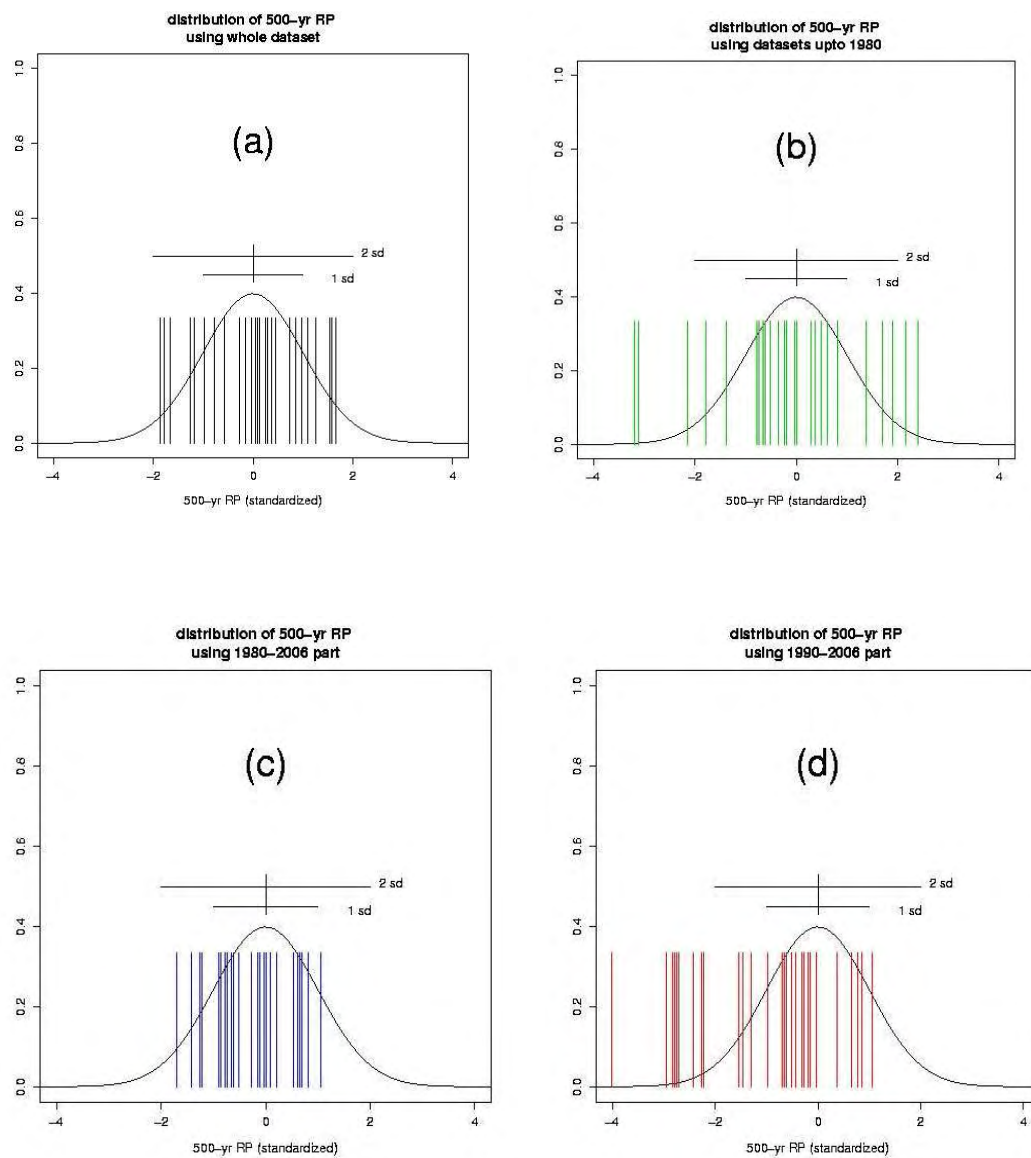 distribution of 500-yr RP
using whole dataset
(a)
2 sd
1 sd
0.0 0.2 0.4 0.6 0.8 1.0
-4 -2 0 2 4
500-yr RP (standardized)
distribution of 500-yr RP
using datasets upto 1980
(b)
2 sd
1 sd
0.0 0.2 0.4 0.6 0.8 1.0
-4 -2 0 2 4
500-yr RP (standardized)
distribution of 500-yr RP
using 1980-2006 part
(c)
2 sd
1 sd
0.0 0.2 0.4 0.6 0.8 1.0
-4 -2 0 2 4
500-yr RP (standardized)
distribution of 500-yr RP
using 1990-2006 part
(d)
2 sd
1 sd
0.0 0.2 0.4 0.6 0.8 1.0
-4 -2 0 2 4
500-yr RP (standardized)